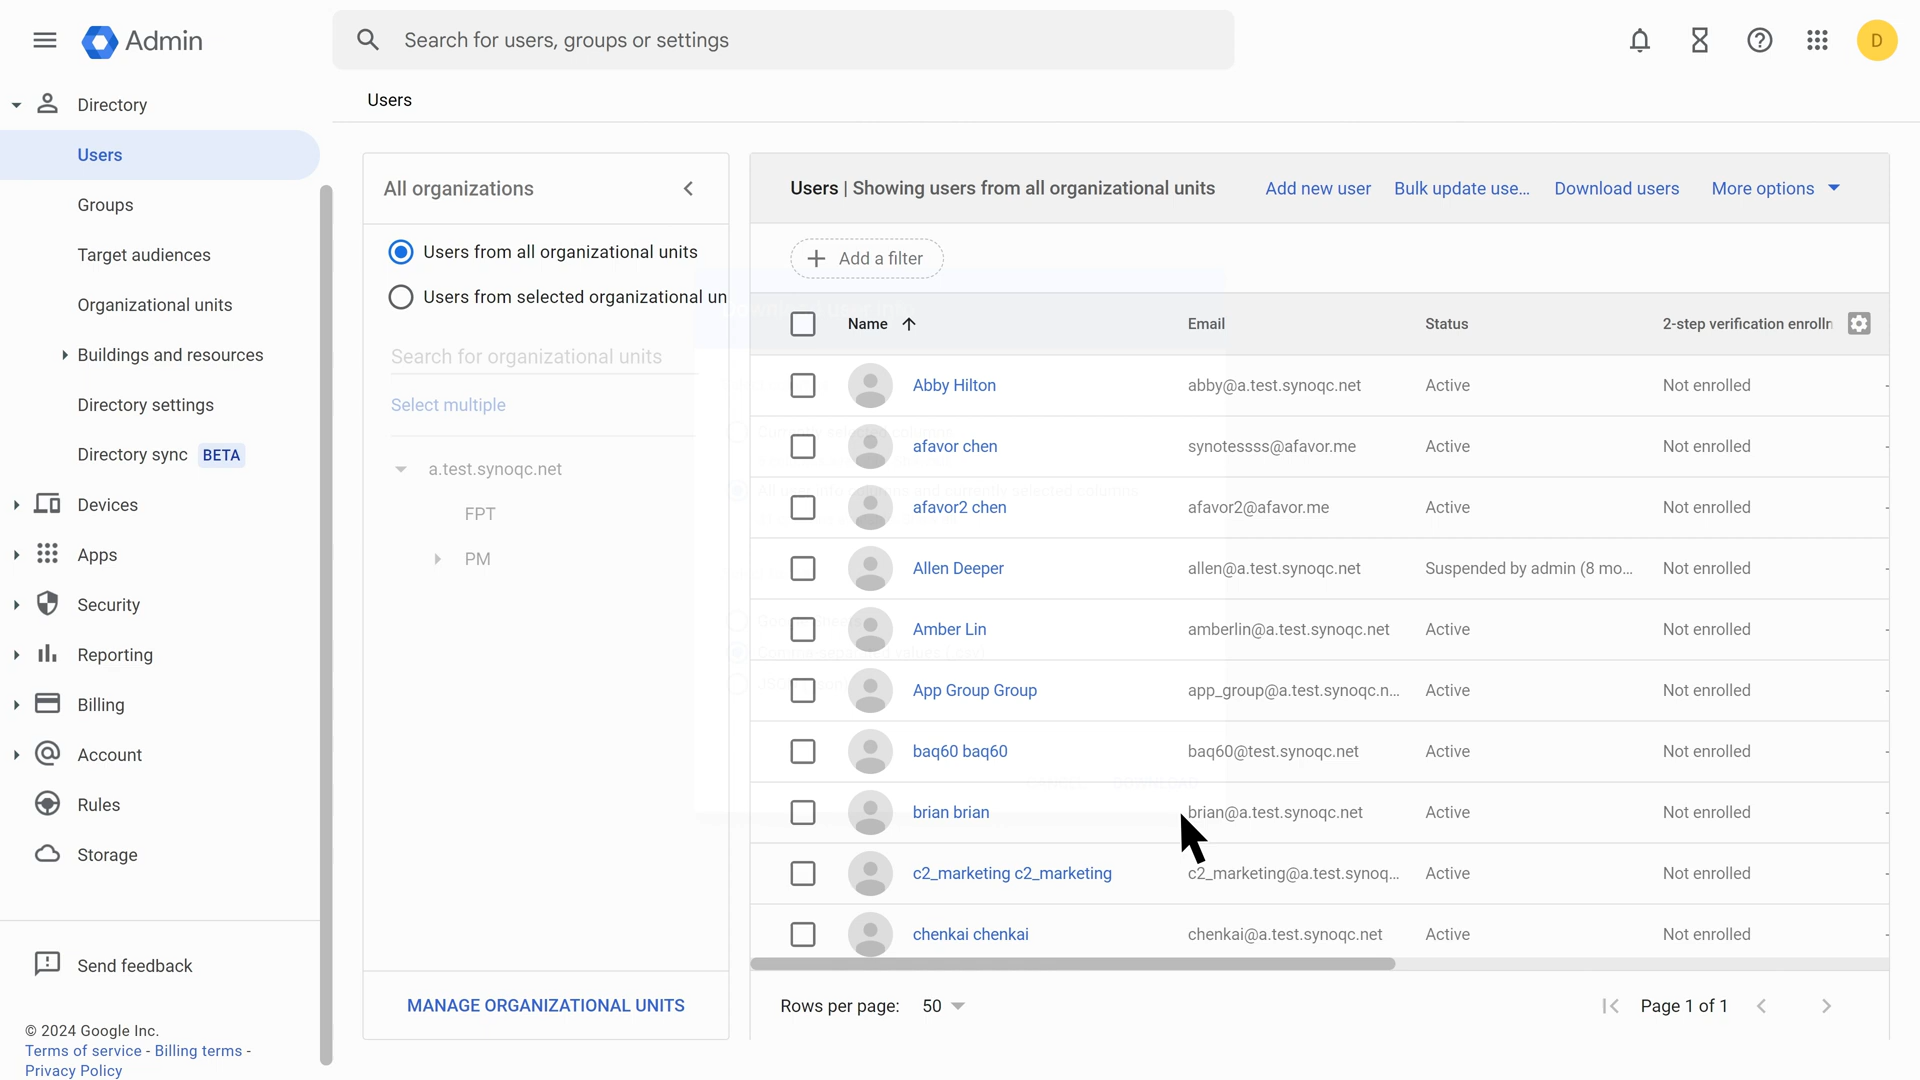 Admin
Search for users, groups or settings
D
Directory
Users
Groups
Target audiences
Organizational units
Buildings and resources
Directory settings
Directory sync BETA
Devices
Apps
Security
Reporting
Billing
Account
Rules
Storage
Send feedback
© 2024 Google Inc.
Terms of service - Billing terms -
Privacy Policy
Users
All organizations
Users from all organizational units
Users from selected organizational un
Search for organizational units
Select multiple
a.test.synoqc.net
FPT
PM
MANAGE ORGANIZATIONAL UNITS
Users | Showing users from all organizational units Add new user Bulk update use... Download users More options
Add a filter
Name Email Status 2-step verification enrollm
Abby Hilton abby@a.test.synoqc.net Active Not enrolled -
afavor chen synotessss@afavor.me Active Not enrolled -
afavor2 chen afavor2@afavor.me Active Not enrolled -
Allen Deeper allen@a.test.synoqc.net Suspended by admin (8 mo... Not enrolled -
Amber Lin amberlin@a.test.synoqc.net Active Not enrolled -
App Group Group app_group@a.test.synoqc.n... Active Not enrolled -
baq60 baq60 baq60@test.synoqc.net Active Not enrolled -
brian brian brian@a.test.synoqc.net Active Not enrolled -
c2_marketing c2_marketing c2_marketing@a.test.synoq... Active Not enrolled -
chenkai chenkai chenkai@a.test.synoqc.net Active Not enrolled -
Rows per page: 50 Page 1 of 1